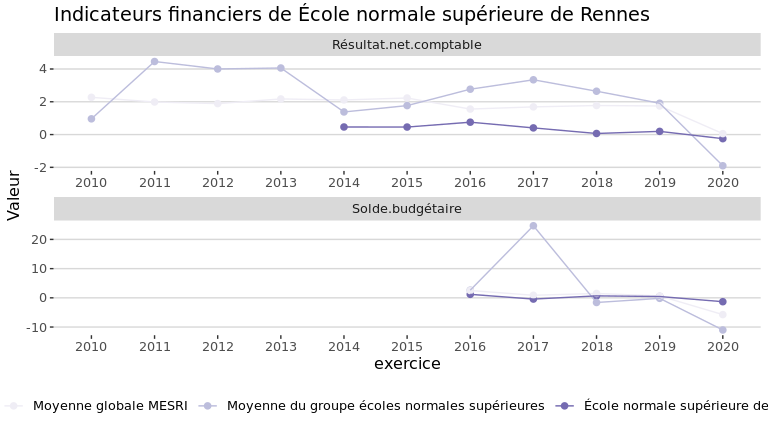 Indicateurs financiers de École normale supérieure de Rennes
Résultat.net.comptable
4
2
0
-2
2010 2011 2012 2013 2014 2015 2016 2017 2018 2019 2020
Valeur
Solde.budgétaire
20
10
0
-10
2010 2011 2012 2013 2014 2015 2016 2017 2018 2019 2020
exercice
Moyenne globale MESRI Moyenne du groupe écoles normales supérieures École normale supérieure de